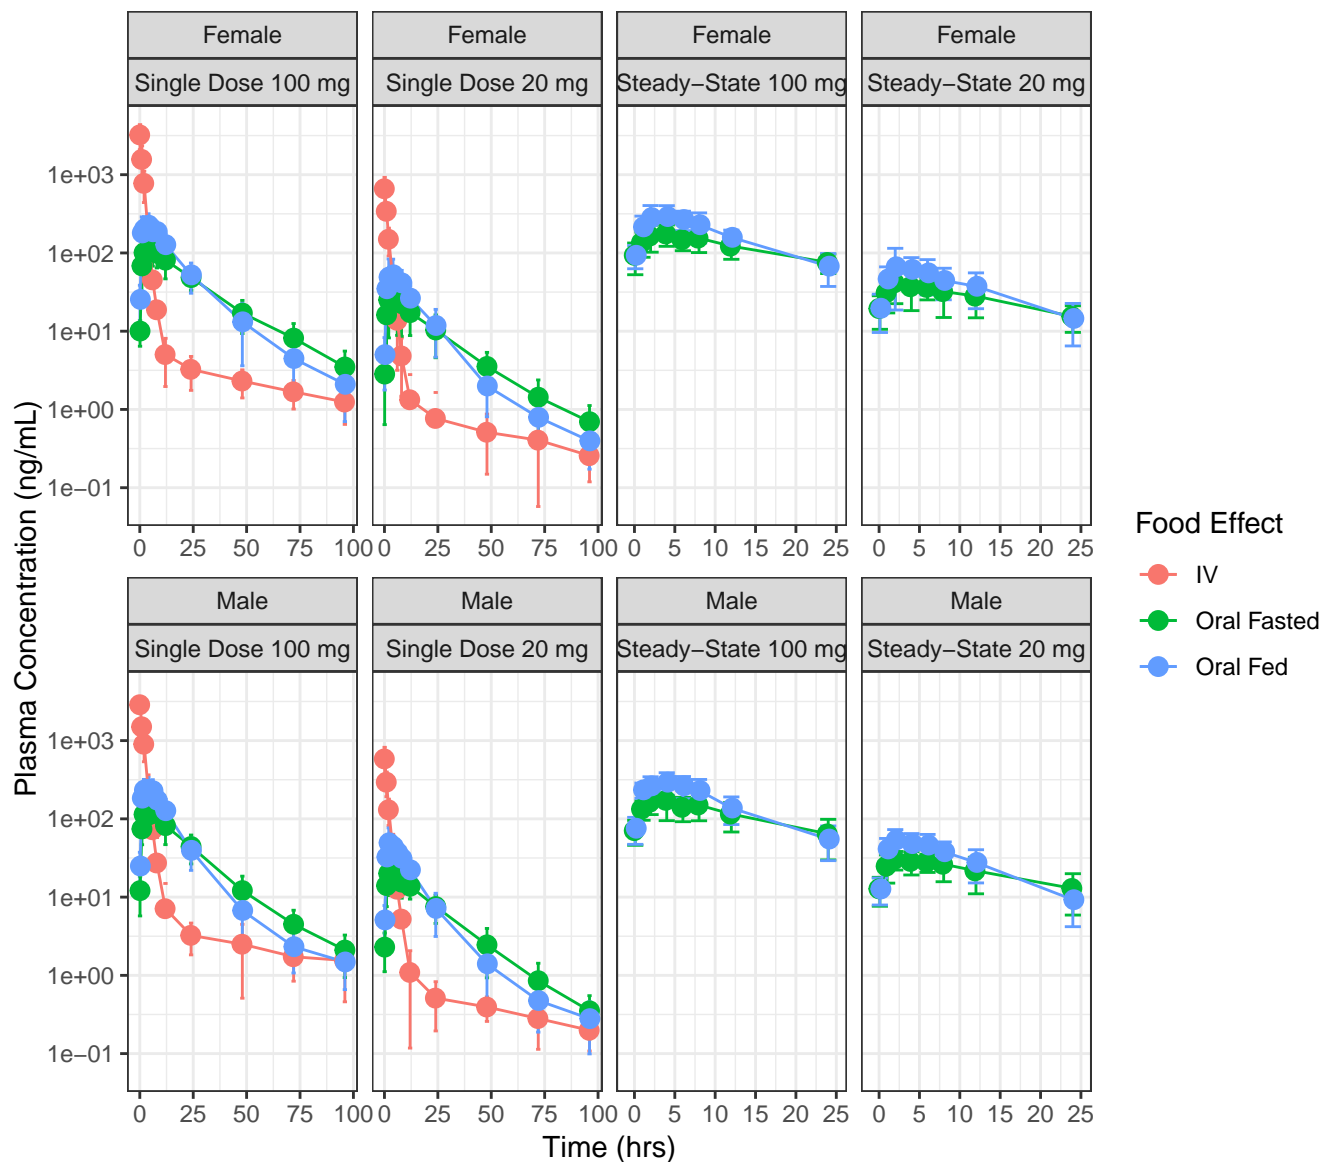 Female Female Female Female
Single Dose 100 mg Single Dose 20 mg Steady−State 100 mg Steady−State 20 mg
1e+03
1e+02
1e+01
1e+00
1e−01
0 25 50 75 100 0 25 50 75 100 0 5 10 15 20 25 0 5 10 15 20 25
Male Male Male Male
Single Dose 100 mg Single Dose 20 mg Steady−State 100 mg Steady−State 20 mg
1e+03
1e+02
1e+01
1e+00
1e−01
0 25 50 75 100 0 25 50 75 100 0 5 10 15 20 25 0 5 10 15 20 25
Time (hrs)
Plasma Concentration (ng/mL)
Food Effect
IV
Oral Fasted
Oral Fed